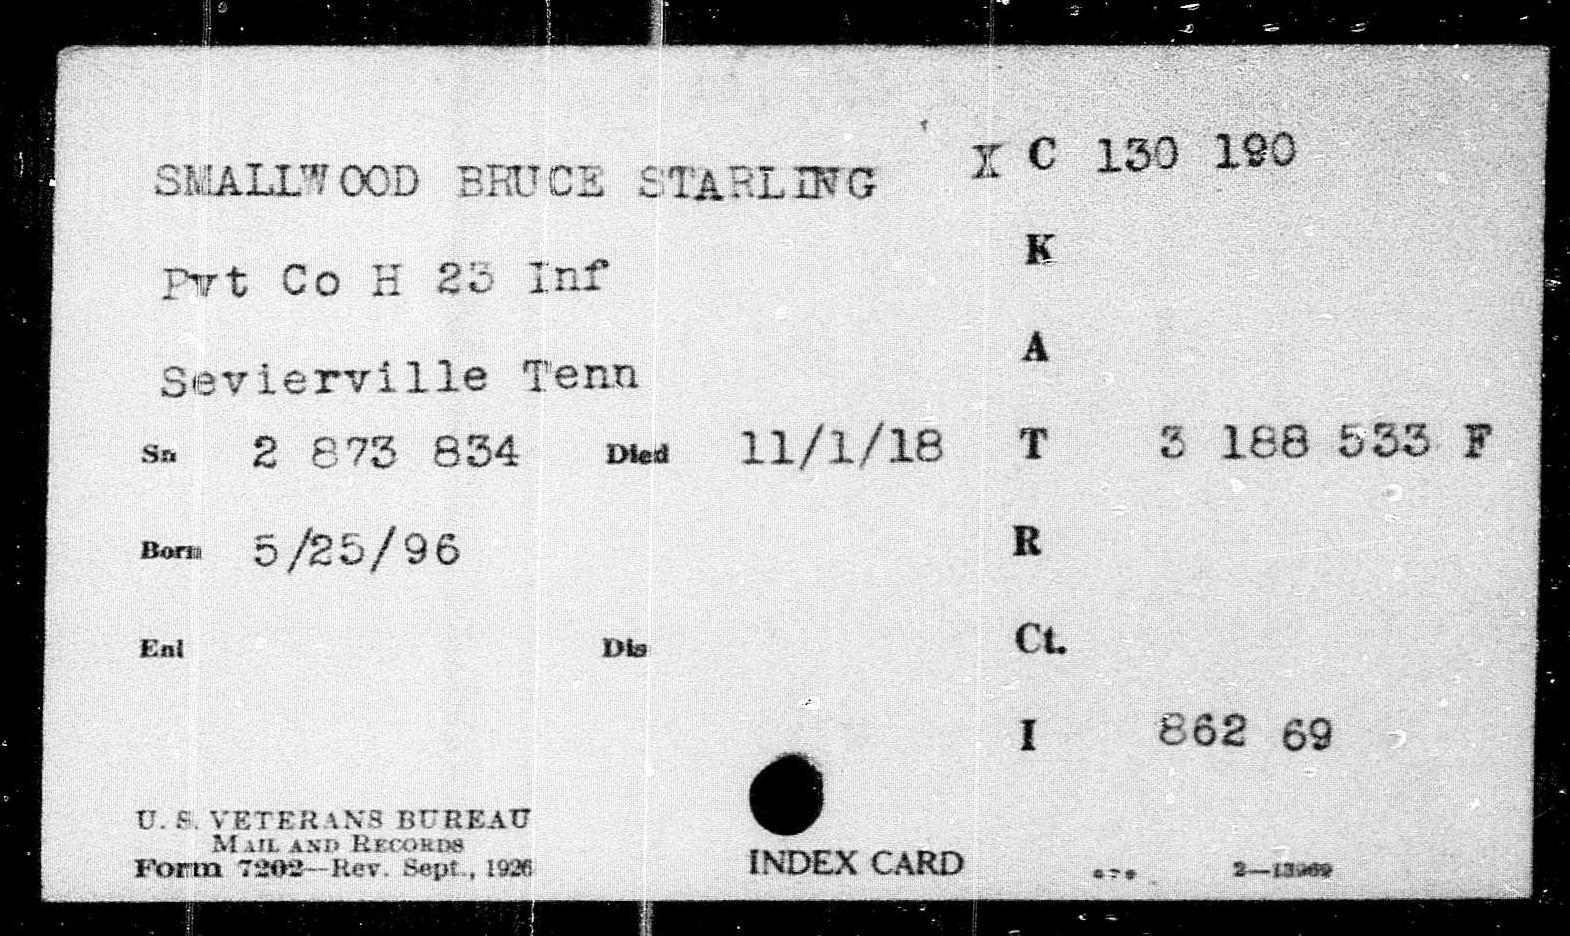 SMALLWOOD BRUCE STARLING X C 130 190
Pvt Co H 23 Inf K
Sevierville Tenn A
Sn 2 873 834 Died 11/1/18 T 3 188 533 F
Born 5/25/96 R
Enl Dis Ct.
I 862 69
U. S. VETERANS BUREAU
MAIL AND RECORDS
Form 7202—Rev. Sept., 1926
INDEX CARD
2—13969